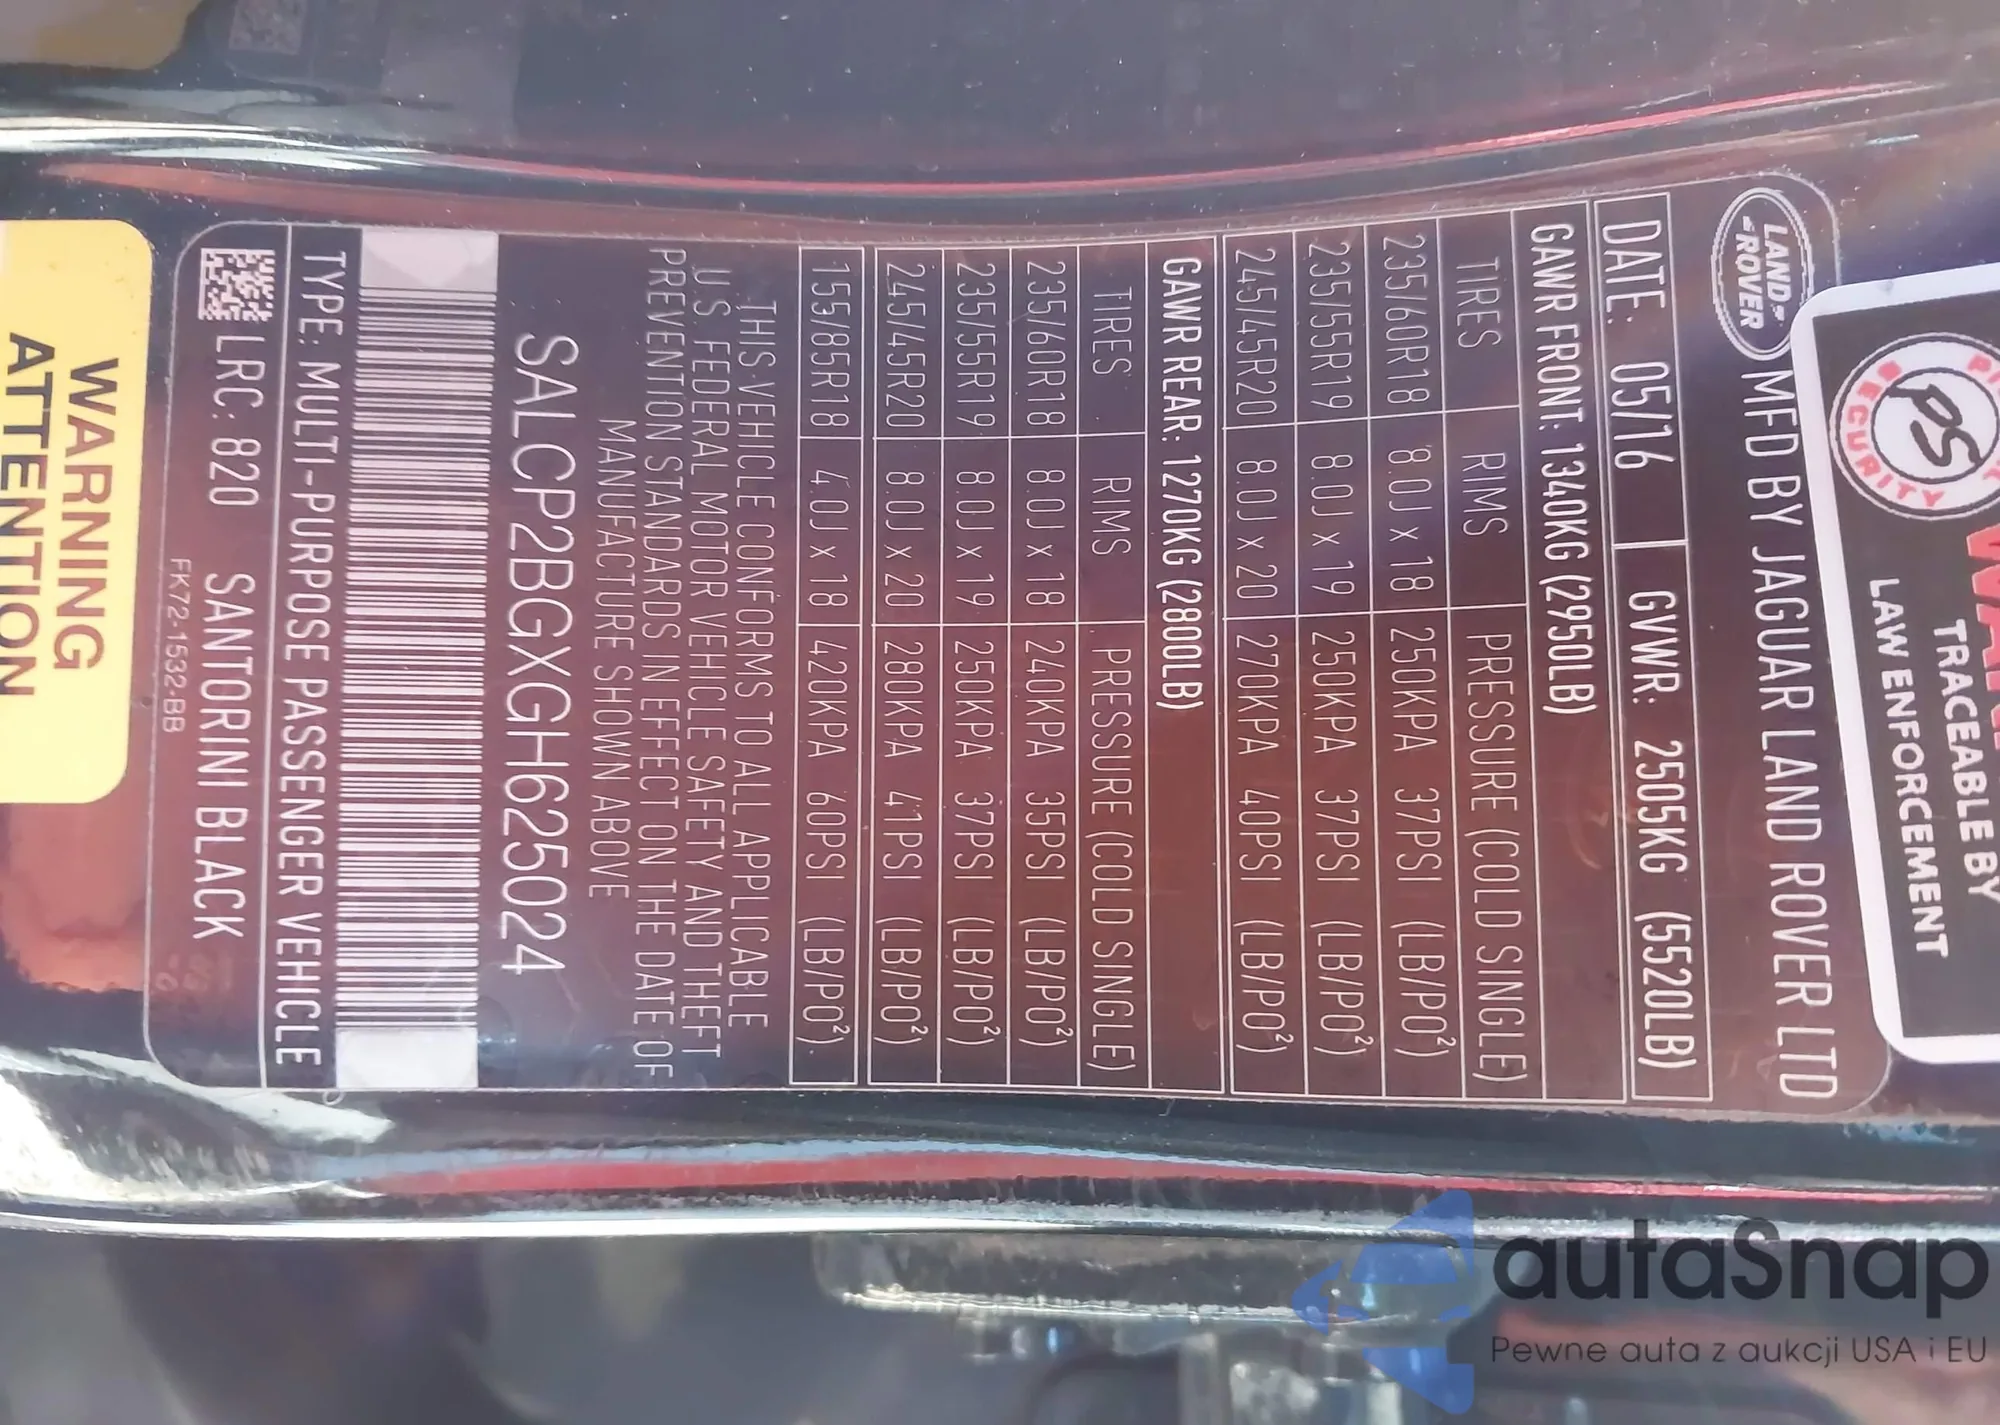 LAND ROVER
MFD BY JAGUAR LAND ROVER LTD
DATE: 05/16 GVWR: 2505KG (5520LB)
GAWR FRONT: 1340KG (2950LB)
TIRES RIMS PRESSURE (COLD SINGLE)
235/60R18 8.0J x 18 250KPA 37PSI (LB/PO²)
235/55R19 8.0J x 19 250KPA 37PSI (LB/PO²)
245/45R20 8.0J x 20 270KPA 40PSI (LB/PO²)
GAWR REAR: 1270KG (2800LB)
TIRES RIMS PRESSURE (COLD SINGLE)
235/60R18 8.0J x 18 240KPA 35PSI (LB/PO²)
235/55R19 8.0J x 19 250KPA 37PSI (LB/PO²)
245/45R20 8.0J x 20 280KPA 41PSI (LB/PO²)
155/85R18 4.0J x 18 420KPA 60PSI (LB/PO²).
THIS VEHICLE CONFORMS TO ALL APPLICABLE
U.S. FEDERAL MOTOR VEHICLE SAFETY AND THEFT
PREVENTION STANDARDS IN EFFECT ON THE DATE OF
MANUFACTURE SHOWN ABOVE
SALCP2BGXGH625024
TYPE: MULTI-PURPOSE PASSENGER VEHICLE
LRC: 820 SANTORINI BLACK
FK72-1532-BB
WARNING
ATTENTION
PS
SECURITY
TRACEABLE BY
LAW ENFORCEMENT
autaSnap
Pewne auta z aukcji USA i EU